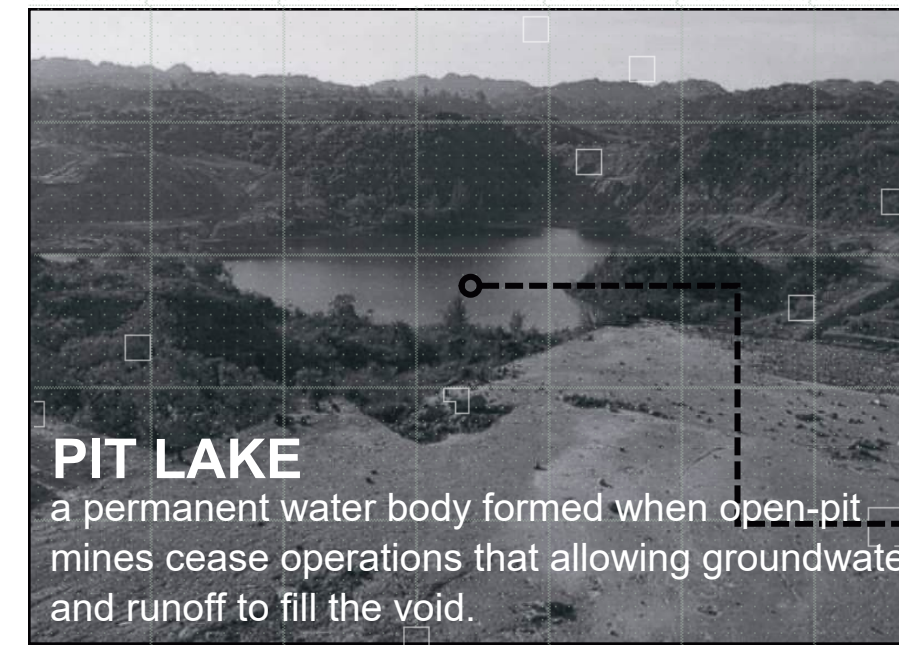 PIT LAKE
a permanent water body formed when open-pit
mines cease operations that allowing groundwate
and runoff to fill the void.